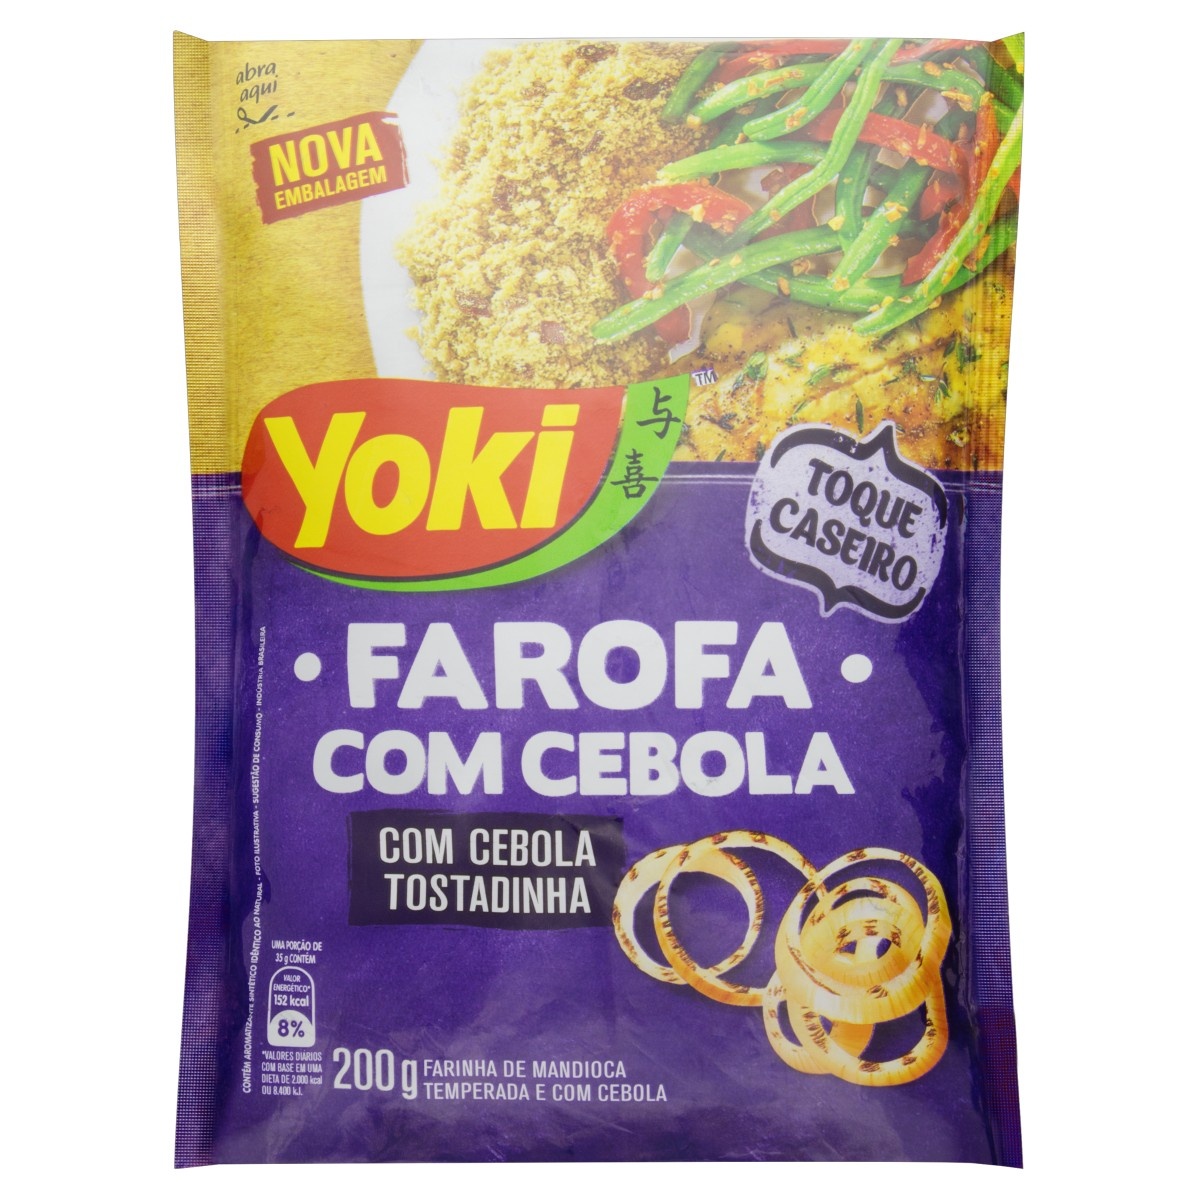 abra
aqui
NOVA
EMBALAGEM
Yoki
与
喜
TM
TOQUE
CASEIRO
• FAROFA •
COM CEBOLA
COM CEBOLA
TOSTADINHA
CONTÉM AROMATIZANTE SINTÉTICO IDÊNTICO AO NATURAL - FOTO ILUSTRATIVA - SUGESTÃO DE CONSUMO - INDÚSTRIA BRASILEIRA
UMA PORÇÃO DE
35 g CONTÉM
VALOR
ENERGÉTICO*
152 kcal
8%
*VALORES DIÁRIOS
COM BASE EM UMA
DIETA DE 2.000 kcal
OU 8.400 kJ.
200g
FARINHA DE MANDIOCA
TEMPERADA E COM CEBOLA